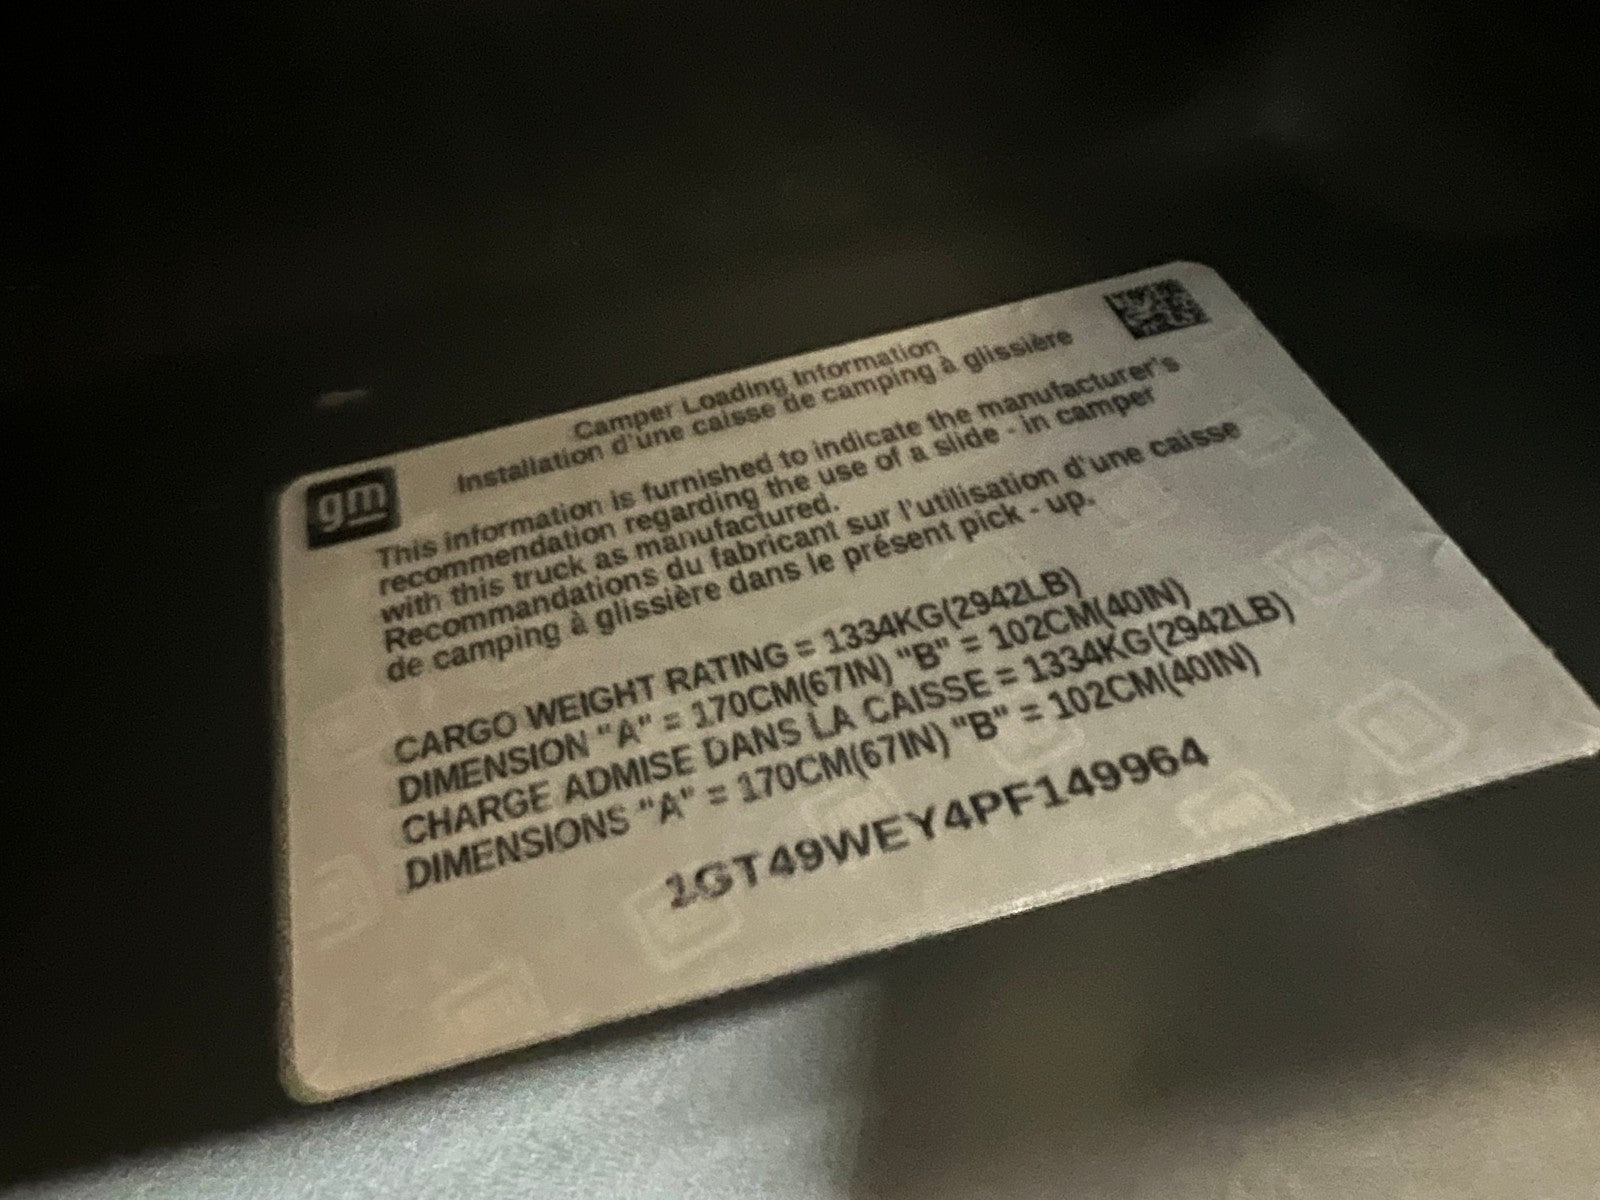 gm
Camper Loading Information
Installation d'une caisse de camping à glissière
This information is furnished to indicate the manufacturer's
recommendation regarding the use of a slide - in camper
with this truck as manufactured.
Recommandations du fabricant sur l'utilisation d'une caisse
de camping à glissière dans le présent pick - up.
CARGO WEIGHT RATING = 1334KG(2942LB)
DIMENSION "A" = 170CM(67IN) "B" = 102CM(40IN)
CHARGE ADMISE DANS LA CAISSE = 1334KG(2942LB)
DIMENSIONS "A" = 170CM(67IN) "B" = 102CM(40IN)
1GT49WEY4PF149964